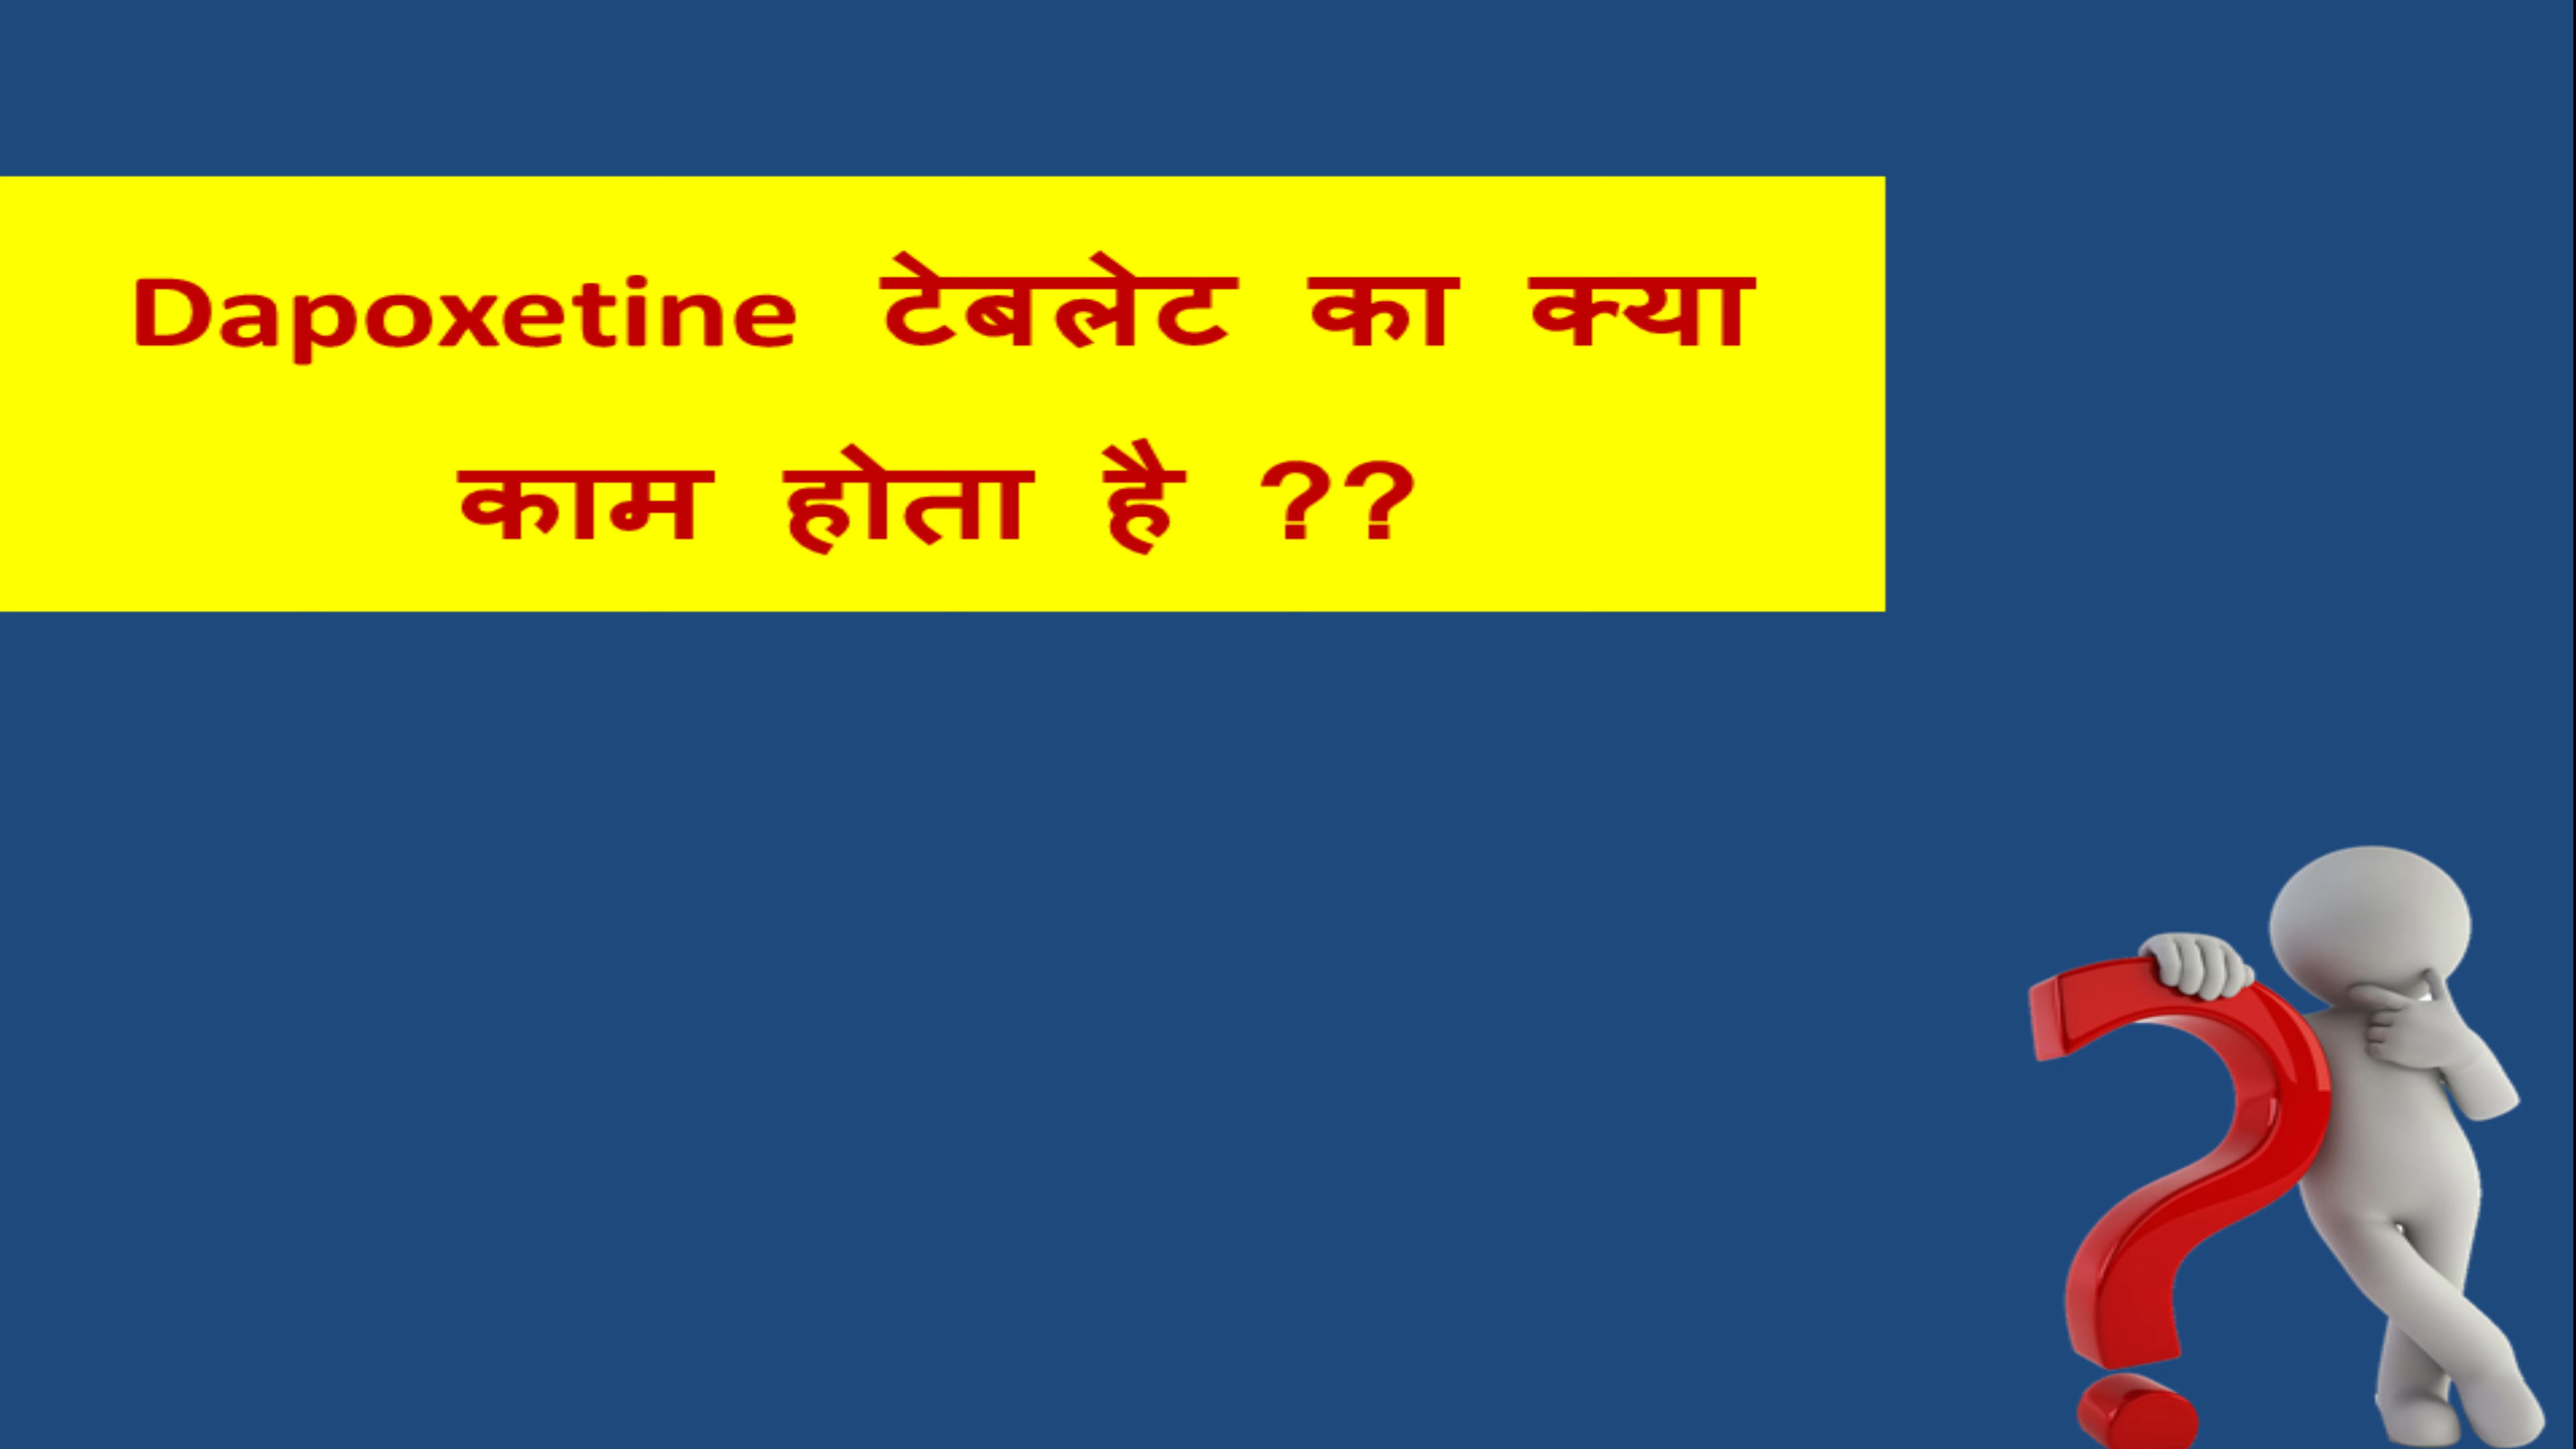 Dapoxetine टेबलेट का क्या
काम होता है ??